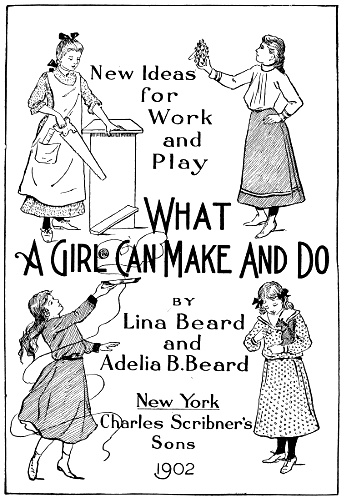 New Ideas
for
Work
and
Play
WHAT
A GIRL CAN MAKE AND DO
BY
Lina Beard
and
Adelia B. Beard
New York
Charles Scribner's
Sons
1902